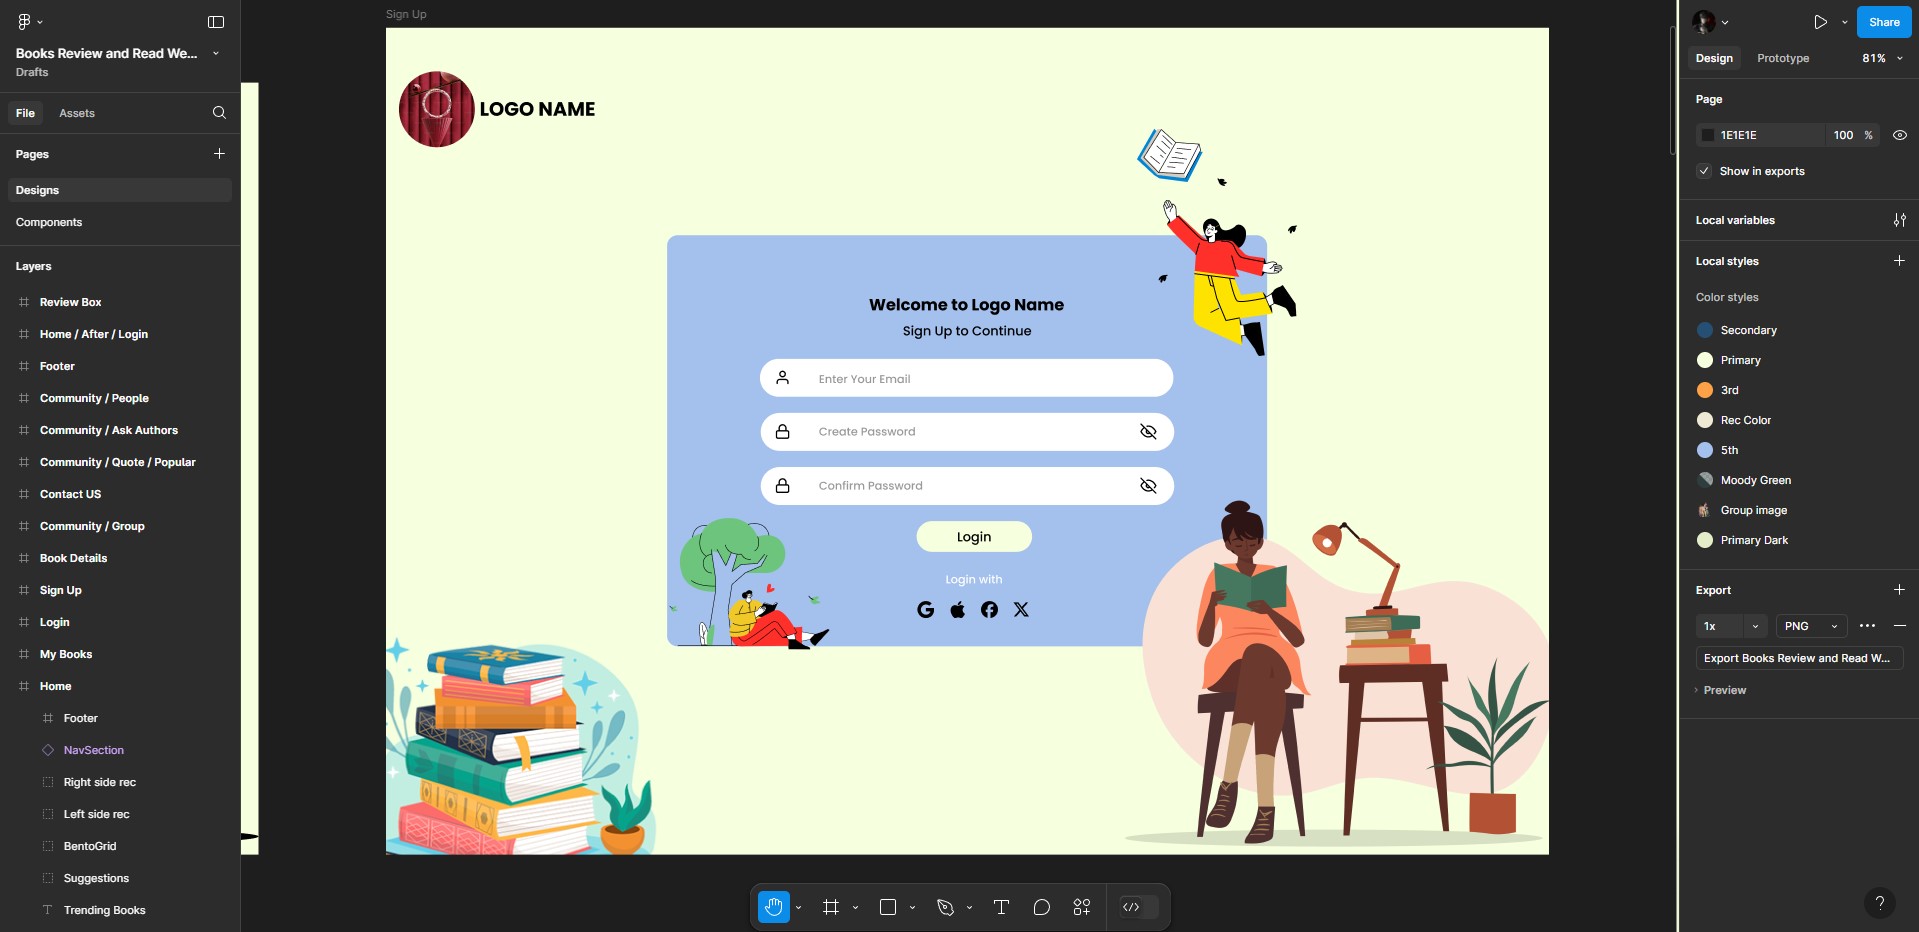 Books Review and Read We...
Drafts
File
Assets
Pages
Designs
Components
Layers
Review Box
Home / After / Login
Footer
Community / People
Community / Ask Authors
Community / Quote / Popular
Contact US
Community / Group
Book Details
Sign Up
Login
My Books
Home
Footer
NavSection
Right side rec
Left side rec
BentoGrid
Suggestions
Trending Books
Sign Up
LOGO NAME
Welcome to Logo Name
Sign Up to Continue
Enter Your Email
Create Password
Confirm Password
Login
Login with
Share
Design
Prototype
81%
Page
1E1E1E
100 %
Show in exports
Local variables
Local styles
Color styles
Secondary
Primary
3rd
Rec Color
5th
Moody Green
Group image
Primary Dark
Export
1x
PNG
Export Books Review and Read W...
Preview
?